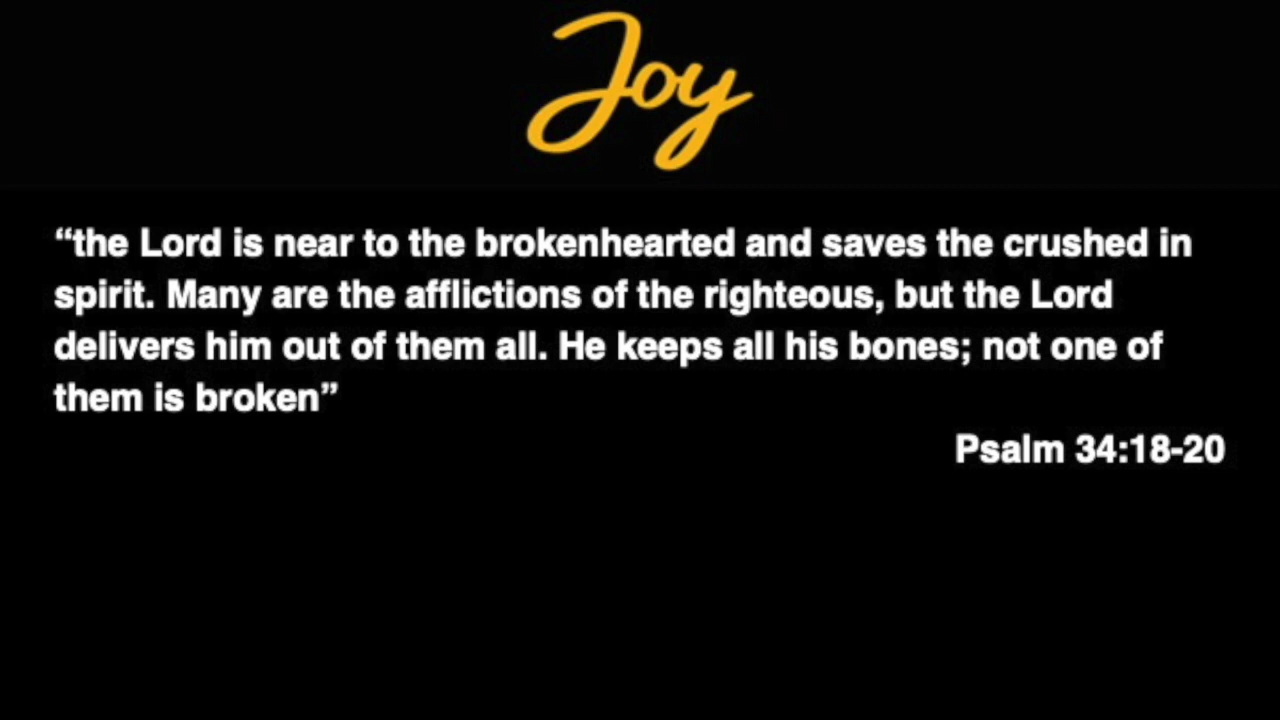 Joy
“the Lord is near to the brokenhearted and saves the crushed in
spirit. Many are the afflictions of the righteous, but the Lord
delivers him out of them all. He keeps all his bones; not one of
them is broken”
Psalm 34:18-20